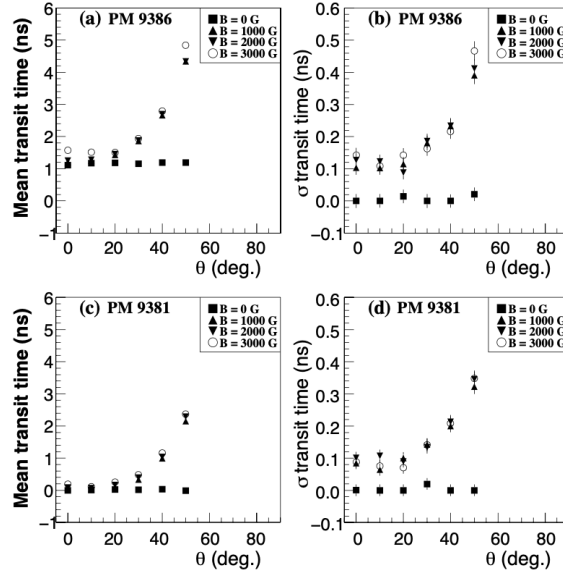 (a) PM 9386
B = 0 G
B = 1000 G
B = 2000 G
B = 3000 G
Mean transit time (ns)
6
5
4
3
2
1
0
−1
0 20 40 60 80
θ (deg.)
(b) PM 9386
B = 0 G
B = 1000 G
B = 2000 G
B = 3000 G
σ transit time (ns)
0.6
0.5
0.4
0.3
0.2
0.1
0.0
−0.1
0 20 40 60 80
θ (deg.)
(c) PM 9381
B = 0 G
B = 1000 G
B = 2000 G
B = 3000 G
Mean transit time (ns)
6
5
4
3
2
1
0
−1
0 20 40 60 80
θ (deg.)
(d) PM 9381
B = 0 G
B = 1000 G
B = 2000 G
B = 3000 G
σ transit time (ns)
0.6
0.5
0.4
0.3
0.2
0.1
0.0
−0.1
0 20 40 60 80
θ (deg.)